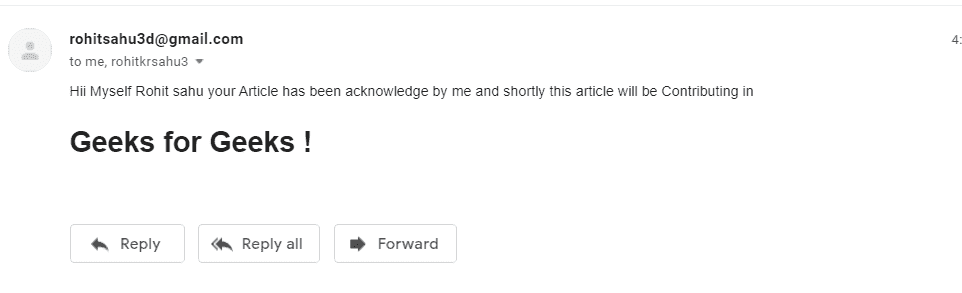 rohitsahu3d@gmail.com
4:
to me, rohitkrsahu3
Hii Myself Rohit sahu your Article has been acknowledge by me and shortly this article will be Contributing in
Geeks for Geeks !
Reply
Reply all
Forward